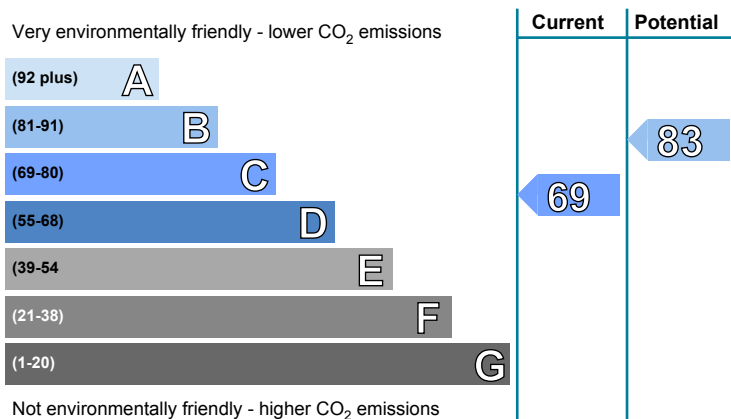 Very environmentally friendly - lower CO₂ emissions
Current
Potential
(92 plus) A
(81-91) B
(69-80) C
(55-68) D
(39-54 E
(21-38) F
(1-20) G
83
69
Not environmentally friendly - higher CO₂ emissions